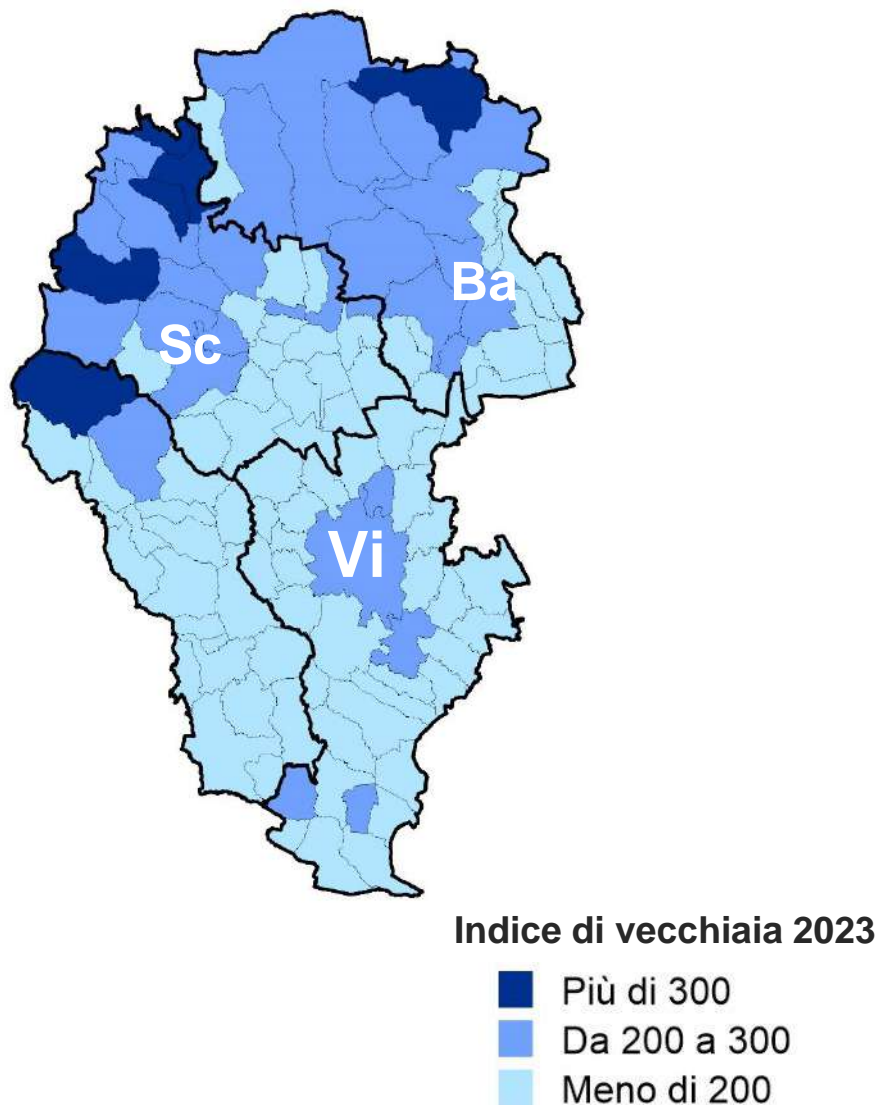 Ba
Sc
Vi
Indice di vecchiaia 2023
Più di 300
Da 200 a 300
Meno di 200